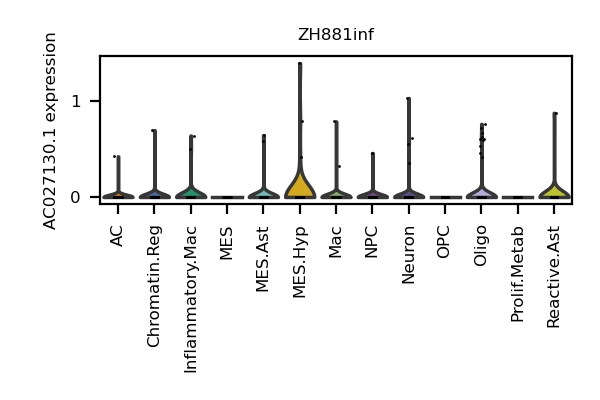 ZH881inf
AC027130.1 expression
1
0
AC
Chromatin.Reg
Inflammatory.Mac
MES
MES.Ast
MES.Hyp
Mac
NPC
Neuron
OPC
Oligo
Prolif.Metab
Reactive.Ast